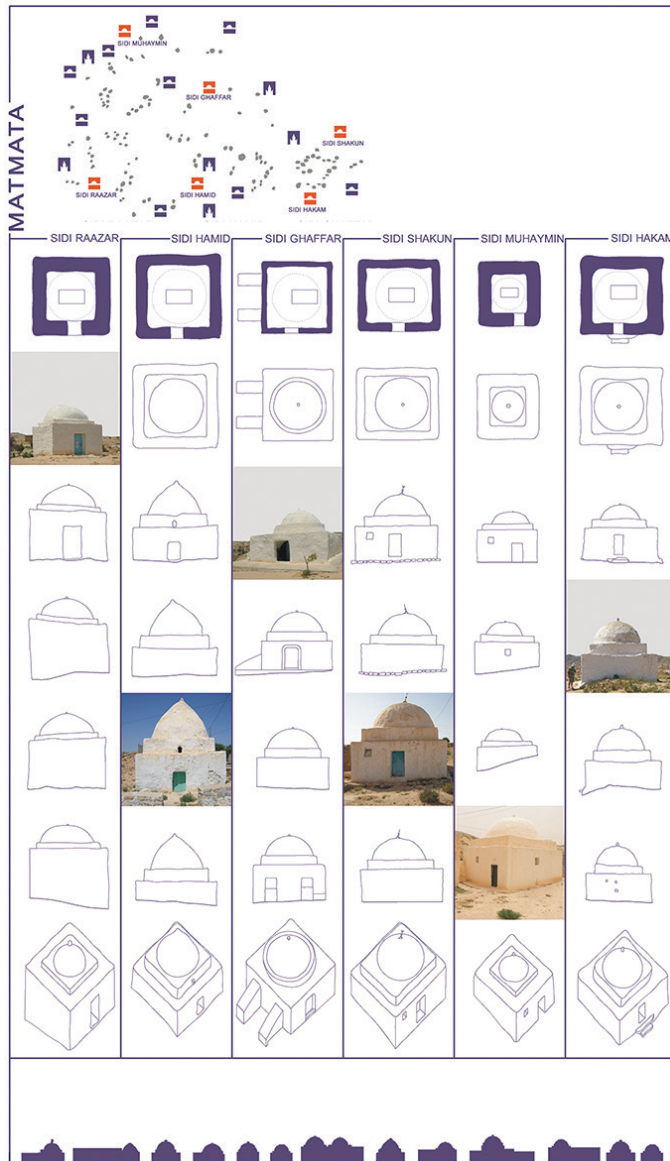 MATMATA
SIDI MUHAYMIN
SIDI GHAFFAR
SIDI SHAKUN
SIDI RAAZAR
SIDI HAMID
SIDI HAKAM
SIDI RAAZAR
SIDI HAMID
SIDI GHAFFAR
SIDI SHAKUN
SIDI MUHAYMIN
SIDI HAKAM